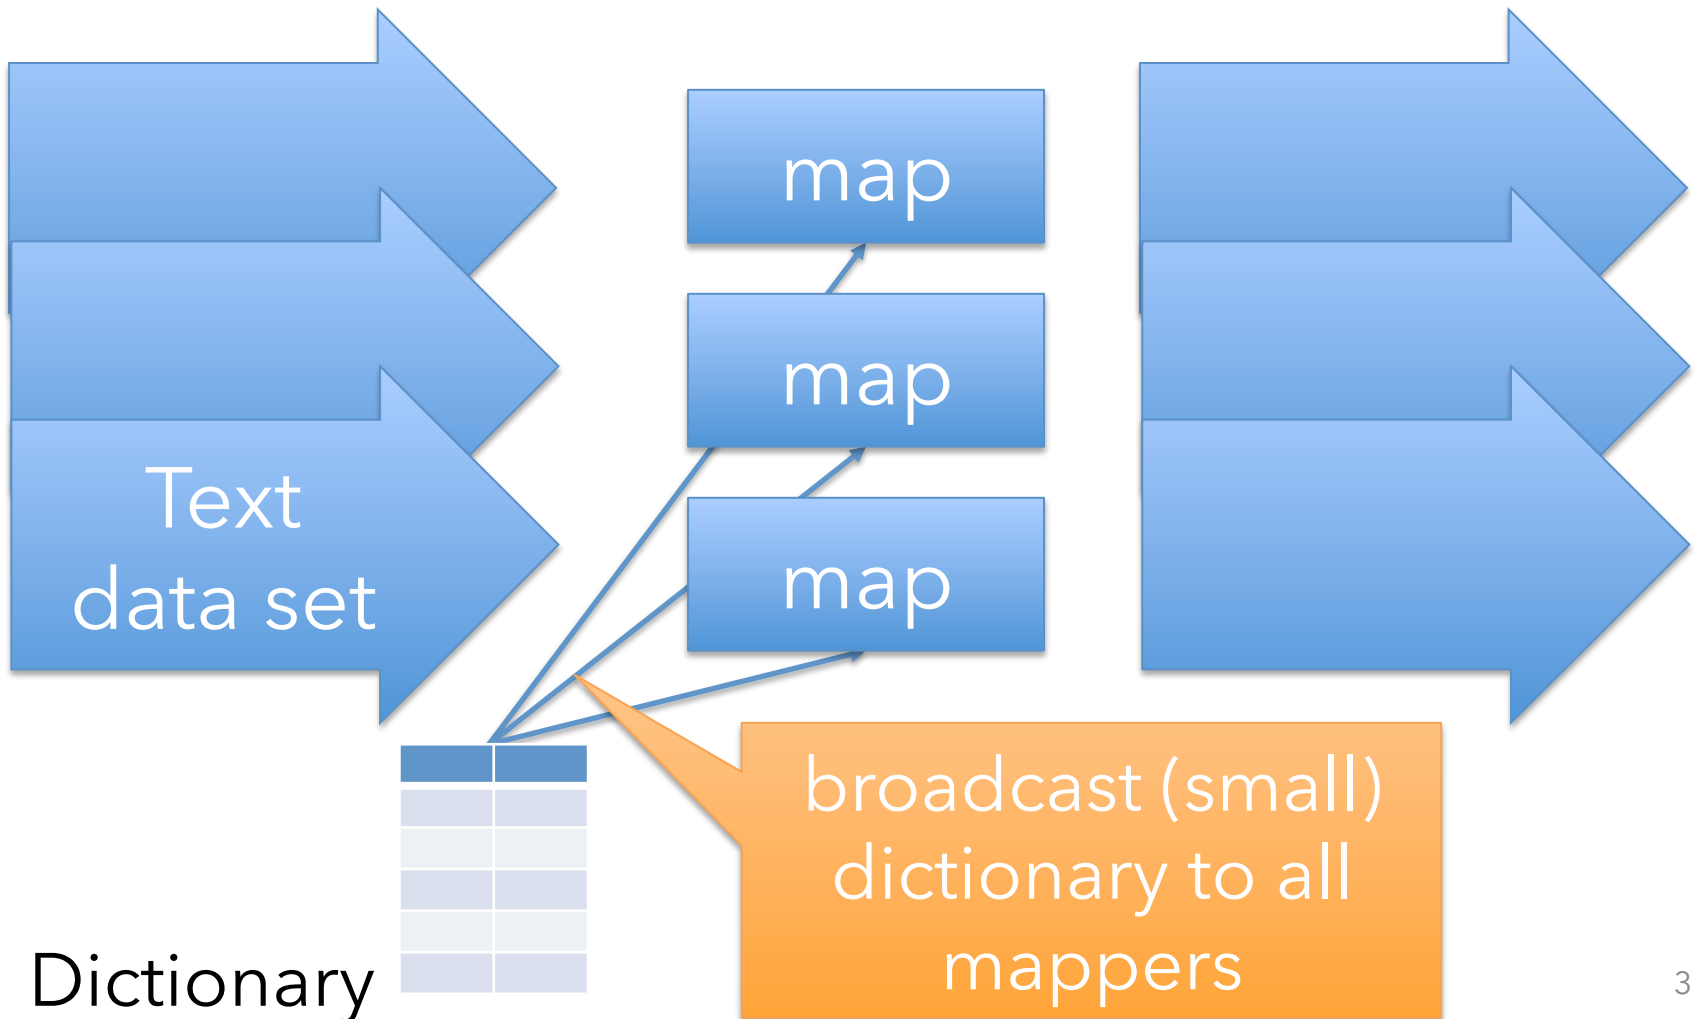 map
map
Text
data set
map
broadcast (small)
dictionary to all
mappers
Dictionary
3